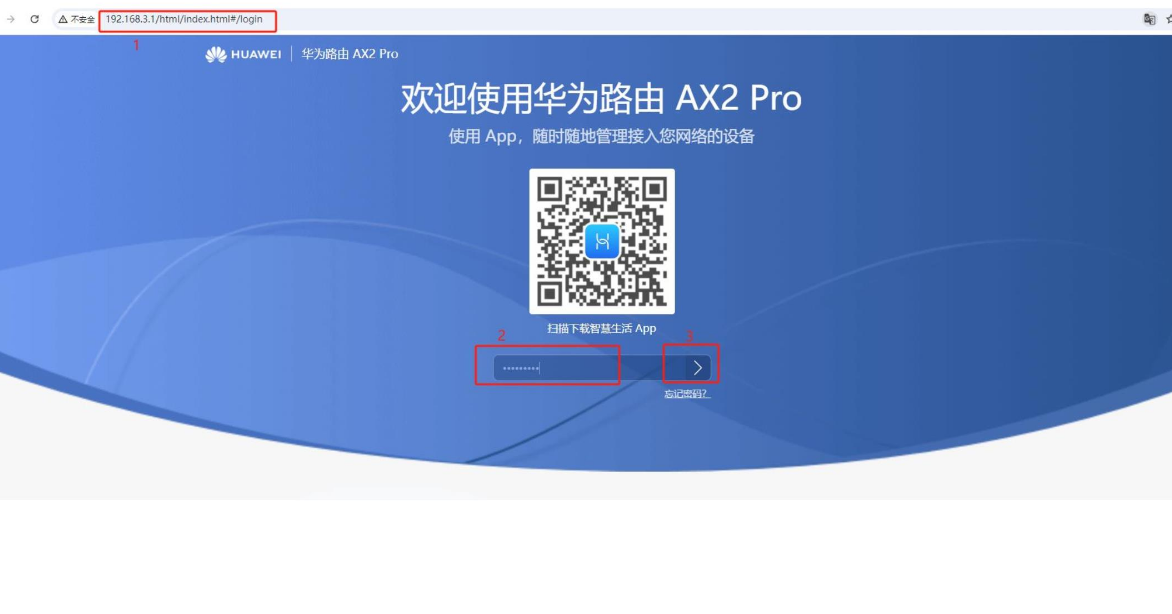 不安全 192.168.3.1/html/index.html#/login
1
HUAWEI 华为路由 AX2 Pro
欢迎使用华为路由 AX2 Pro
使用 App，随时随地管理接入您网络的设备
扫描下载智慧生活 App
2
3
•••••••••
忘记密码?